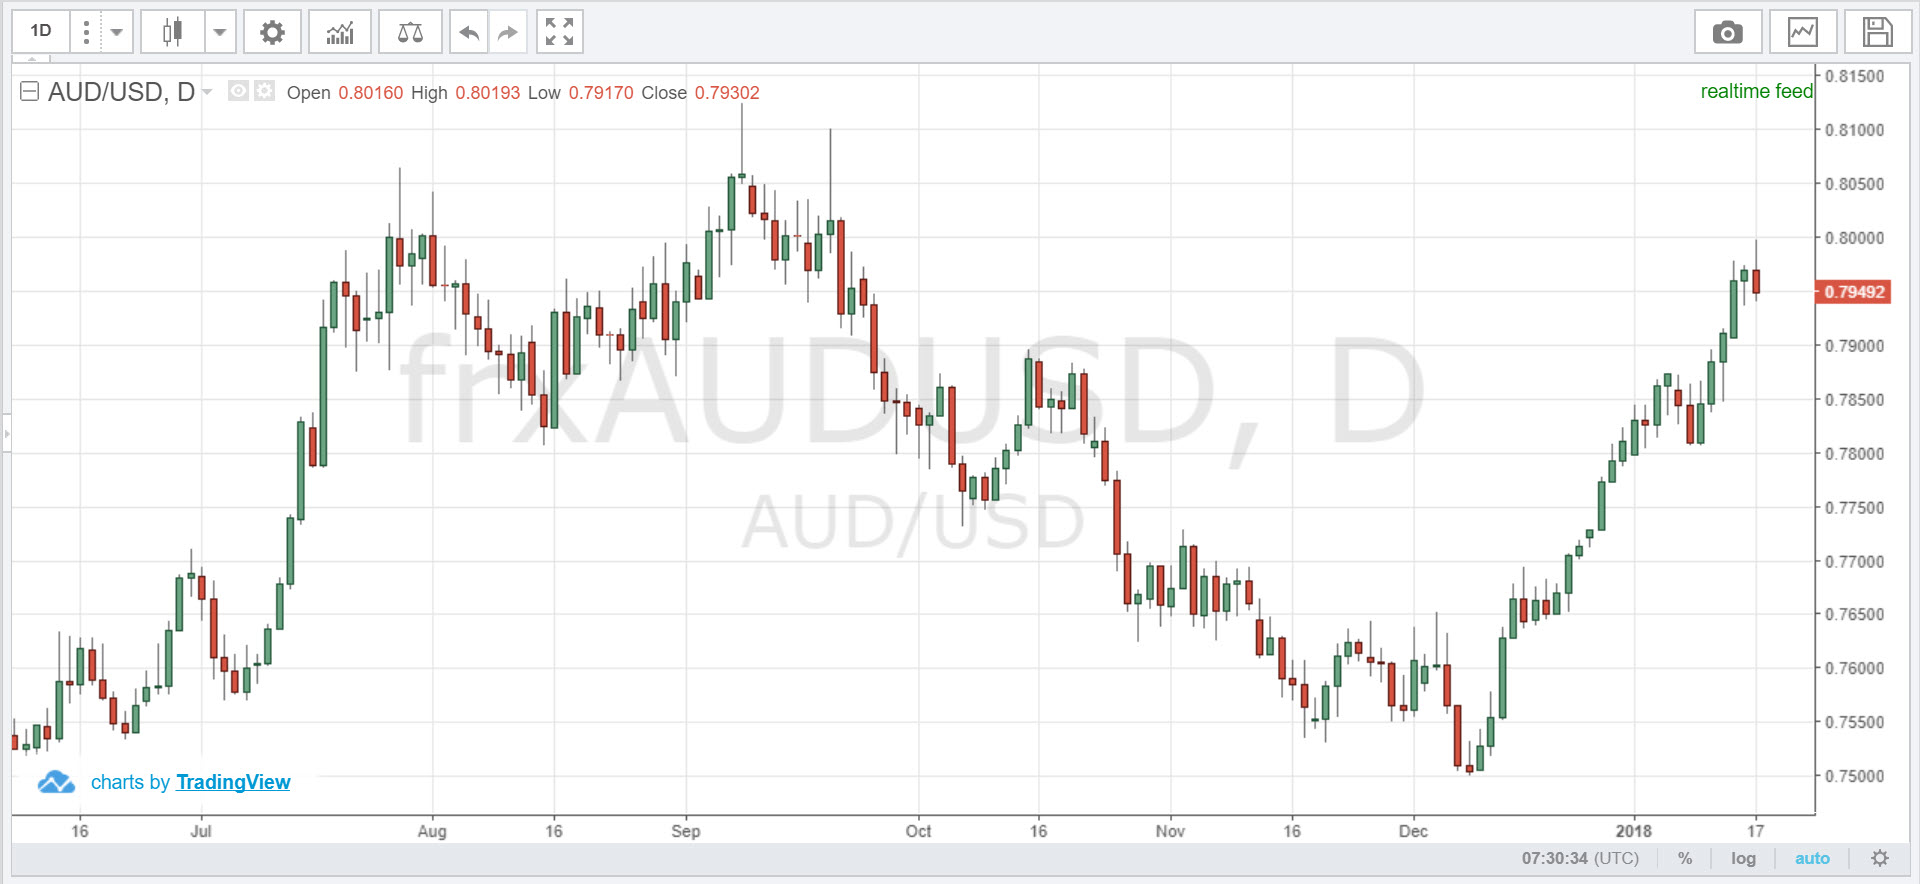 1D
AUD/USD, D Open 0.80160 High 0.80193 Low 0.79170 Close 0.79302
realtime feed
0.81500
0.81000
0.80500
0.80000
0.79492
0.79000
0.78500
0.78000
0.77500
0.77000
0.76500
0.76000
0.75500
0.75000
frxAUDUSD, D
AUD/USD
charts by TradingView
16 Jul Aug 16 Sep Oct 16 Nov 16 Dec 2018 17
07:30:34 (UTC) % log auto